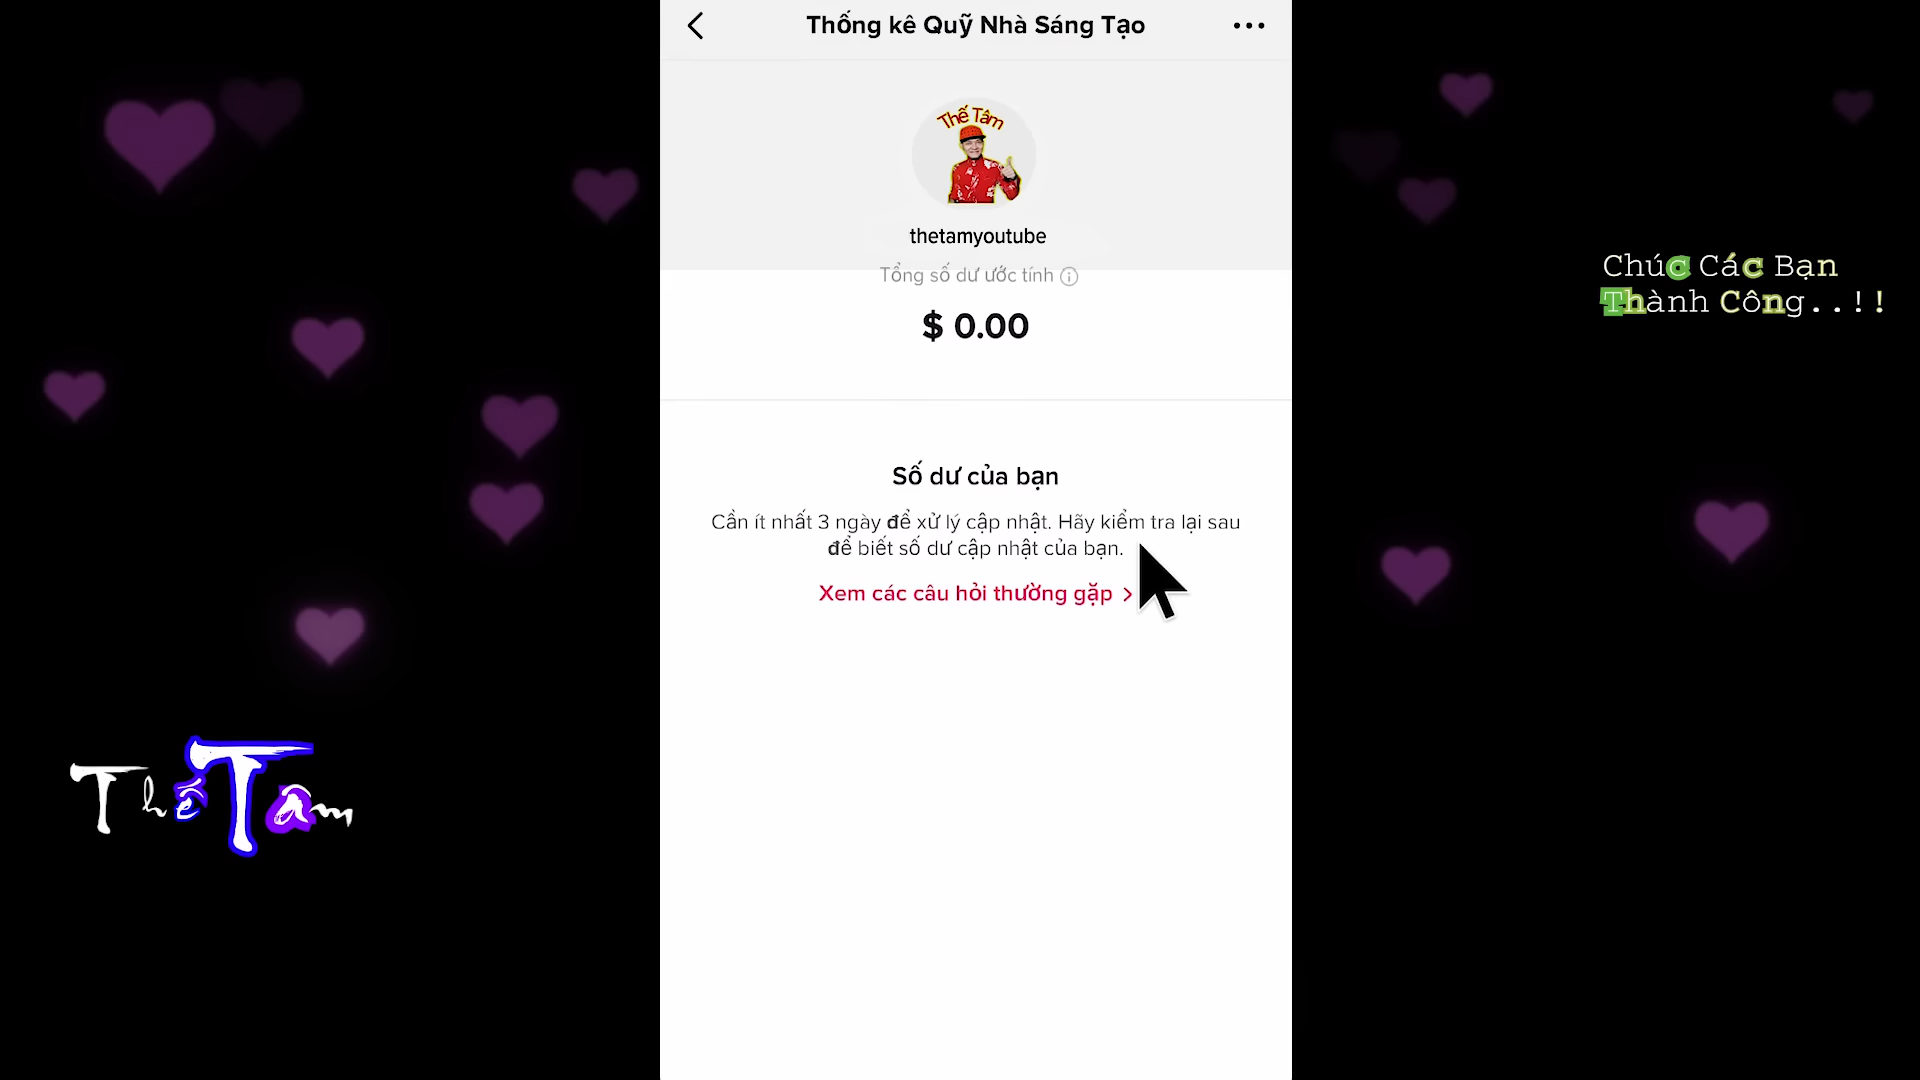 Thống kê Quỹ Nhà Sáng Tạo
Thế Tâm
thetamyoutube
Tổng số dư ước tính
$ 0.00
Số dư của bạn
Cần ít nhất 3 ngày để xử lý cập nhật. Hãy kiểm tra lại sau
để biết số dư cập nhật của bạn.
Xem các câu hỏi thường gặp >
Chúc Các Bạn
Thành Công..!!
Thế Tâm